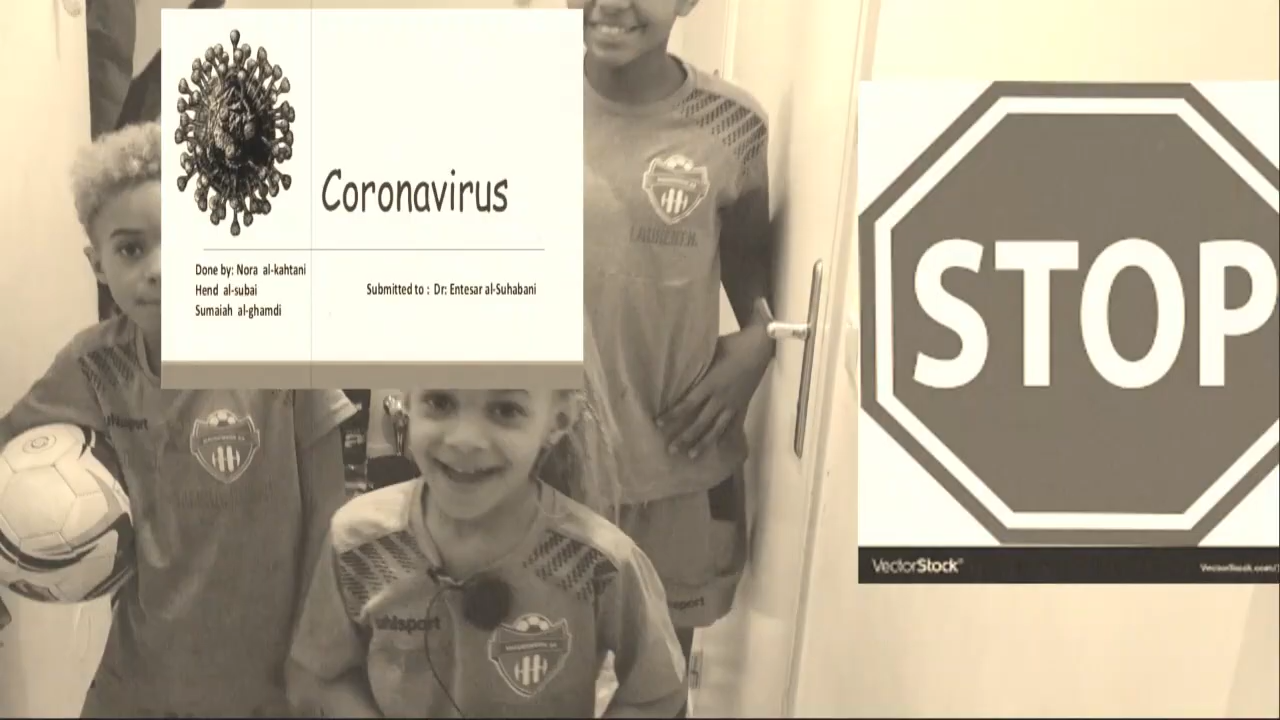 Coronavirus
Done by: Nora al-kahtani
Hend al-subai
Sumaiah al-ghamdi
Submitted to : Dr: Entesar al-Suhabani
STOP
VectorStock®
uhlsport